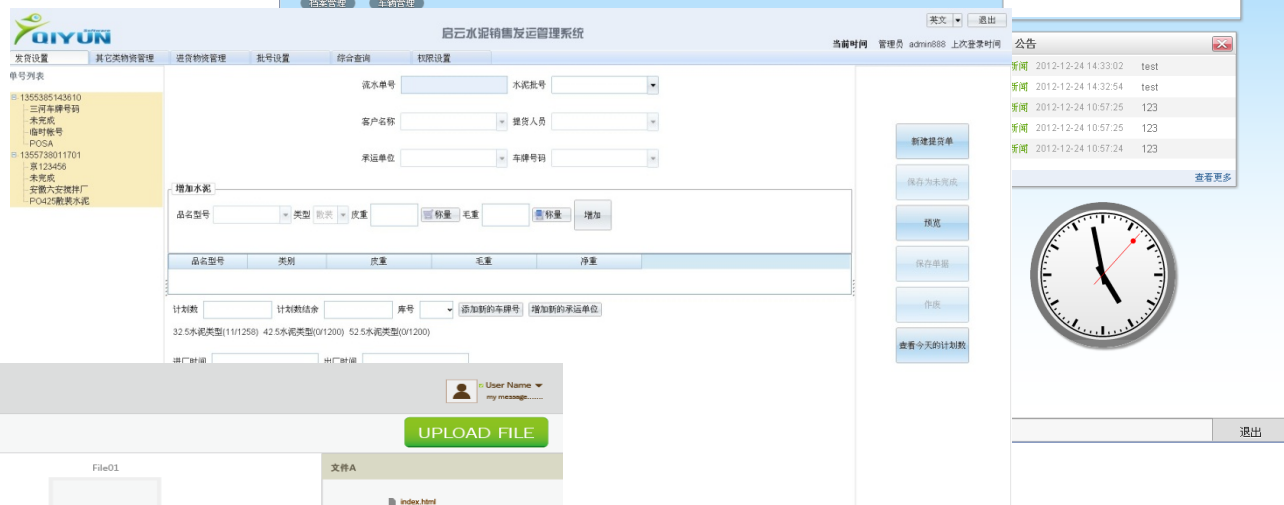 档案管理 车辆管理
QIYUN
Software
启云水泥销售发运管理系统
英文 退出
当前时间 管理员 admin888 上次登录时间
发货设置 其它类物资管理 进货物资管理 批号设置 综合查询 权限设置
单号列表
1355385143610
三河车牌号码
未完成
临时帐号
POSA
1355738011701
京123456
未完成
安徽六安搅拌厂
PO425散装水泥
流水单号 水泥批号
客户名称 提货人员
承运单位 车牌号码
增加水泥
品名型号 类型 散装 皮重 称量 毛重 称量 增加
品名型号 类别 皮重 毛重 净重
计划数 计划数结余 库号 添加新的车牌号 增加新的承运单位
32.5水泥类型(11/1258) 42.5水泥类型(0/1200) 52.5水泥类型(0/1200)
进厂时间 出厂时间
新建提货单
保存为未完成
预览
保存单据
作废
查看今天的计划数
公告
新闻 2012-12-24 14:33:02 test
新闻 2012-12-24 14:32:54 test
新闻 2012-12-24 10:57:25 123
新闻 2012-12-24 10:57:25 123
新闻 2012-12-24 10:57:24 123
查看更多
退出
User Name
my message.......
UPLOAD FILE
File01
文件A
index.html